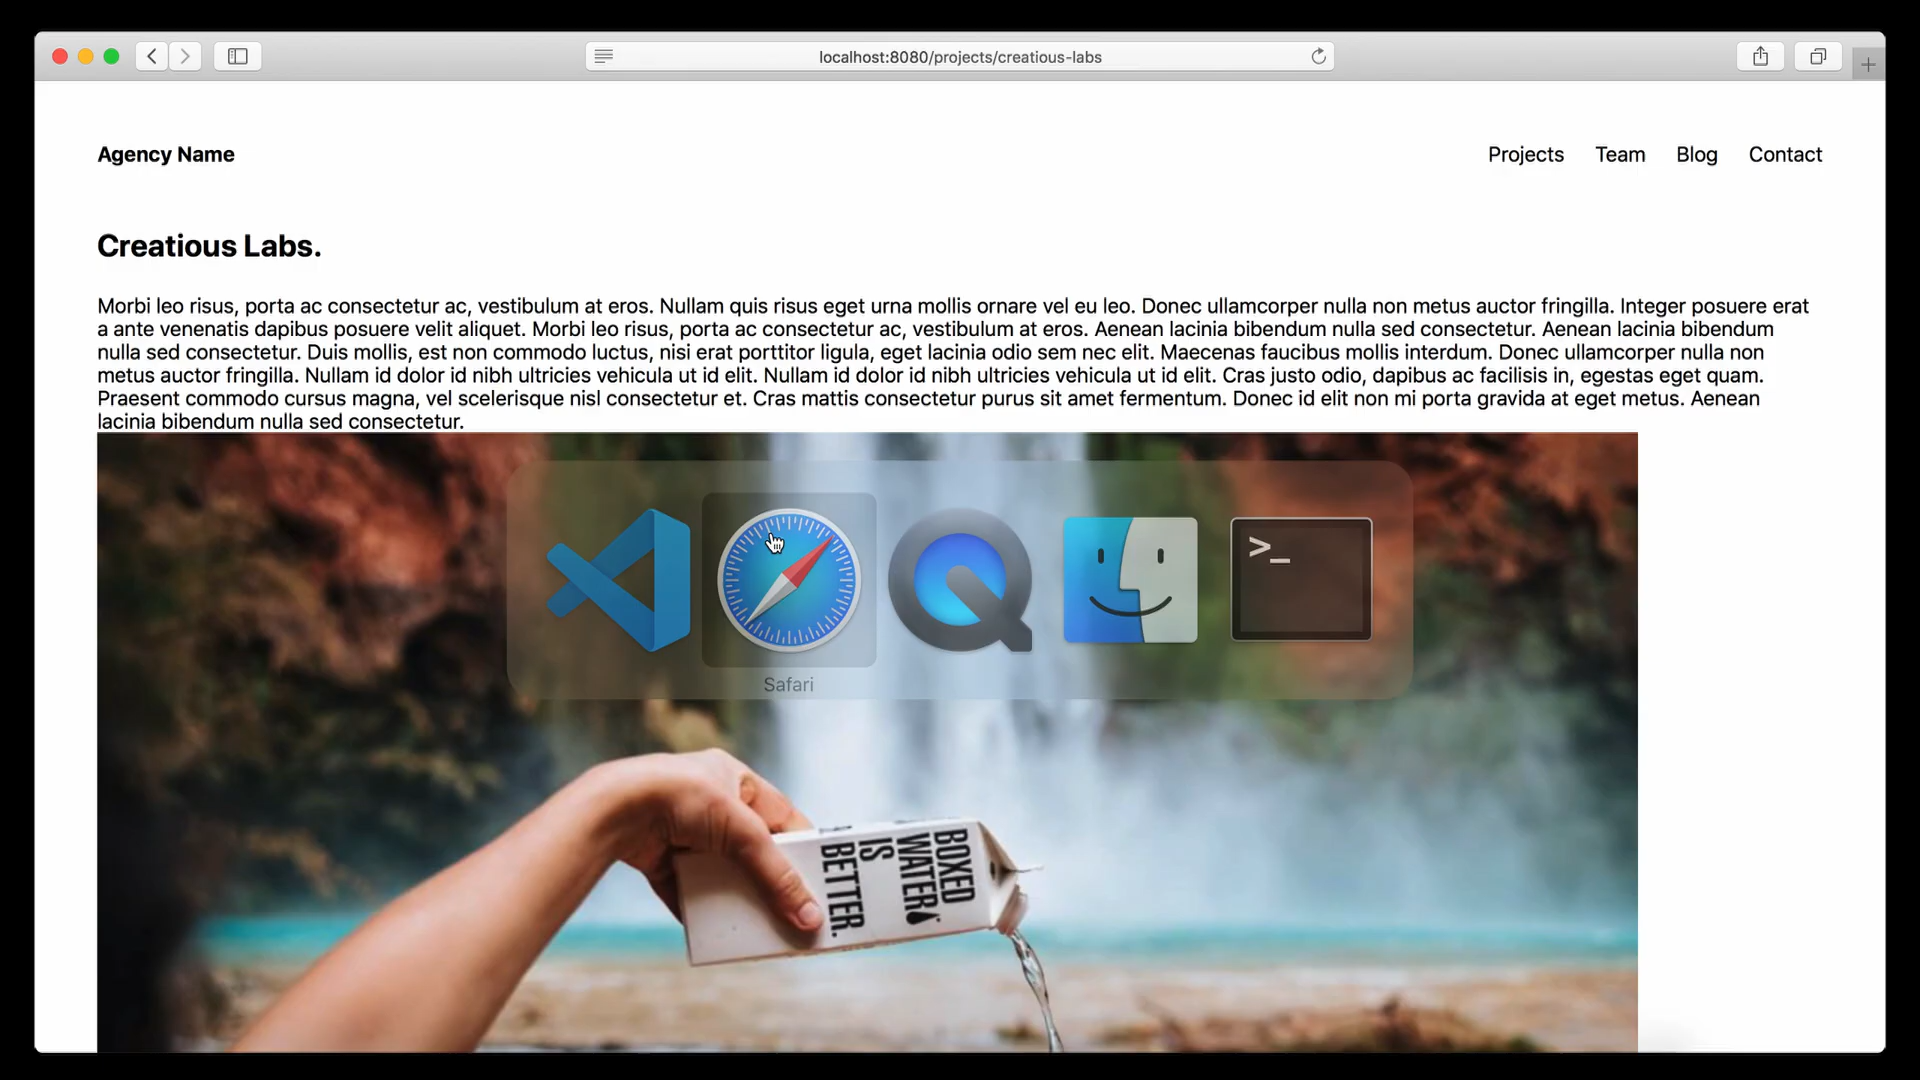 localhost:8080/projects/creatious-labs
Agency Name
Projects Team Blog Contact
Creatious Labs.
Morbi leo risus, porta ac consectetur ac, vestibulum at eros. Nullam quis risus eget urna mollis ornare vel eu leo. Donec ullamcorper nulla non metus auctor fringilla. Integer posuere erat
a ante venenatis dapibus posuere velit aliquet. Morbi leo risus, porta ac consectetur ac, vestibulum at eros. Aenean lacinia bibendum nulla sed consectetur. Aenean lacinia bibendum
nulla sed consectetur. Duis mollis, est non commodo luctus, nisi erat porttitor ligula, eget lacinia odio sem nec elit. Maecenas faucibus mollis interdum. Donec ullamcorper nulla non
metus auctor fringilla. Nullam id dolor id nibh ultricies vehicula ut id elit. Nullam id dolor id nibh ultricies vehicula ut id elit. Cras justo odio, dapibus ac facilisis in, egestas eget quam.
Praesent commodo cursus magna, vel scelerisque nisl consectetur et. Cras mattis consectetur purus sit amet fermentum. Donec id elit non mi porta gravida at eget metus. Aenean
lacinia bibendum nulla sed consectetur.
>_
Safari
BOXED
WATER
IS
BETTER.